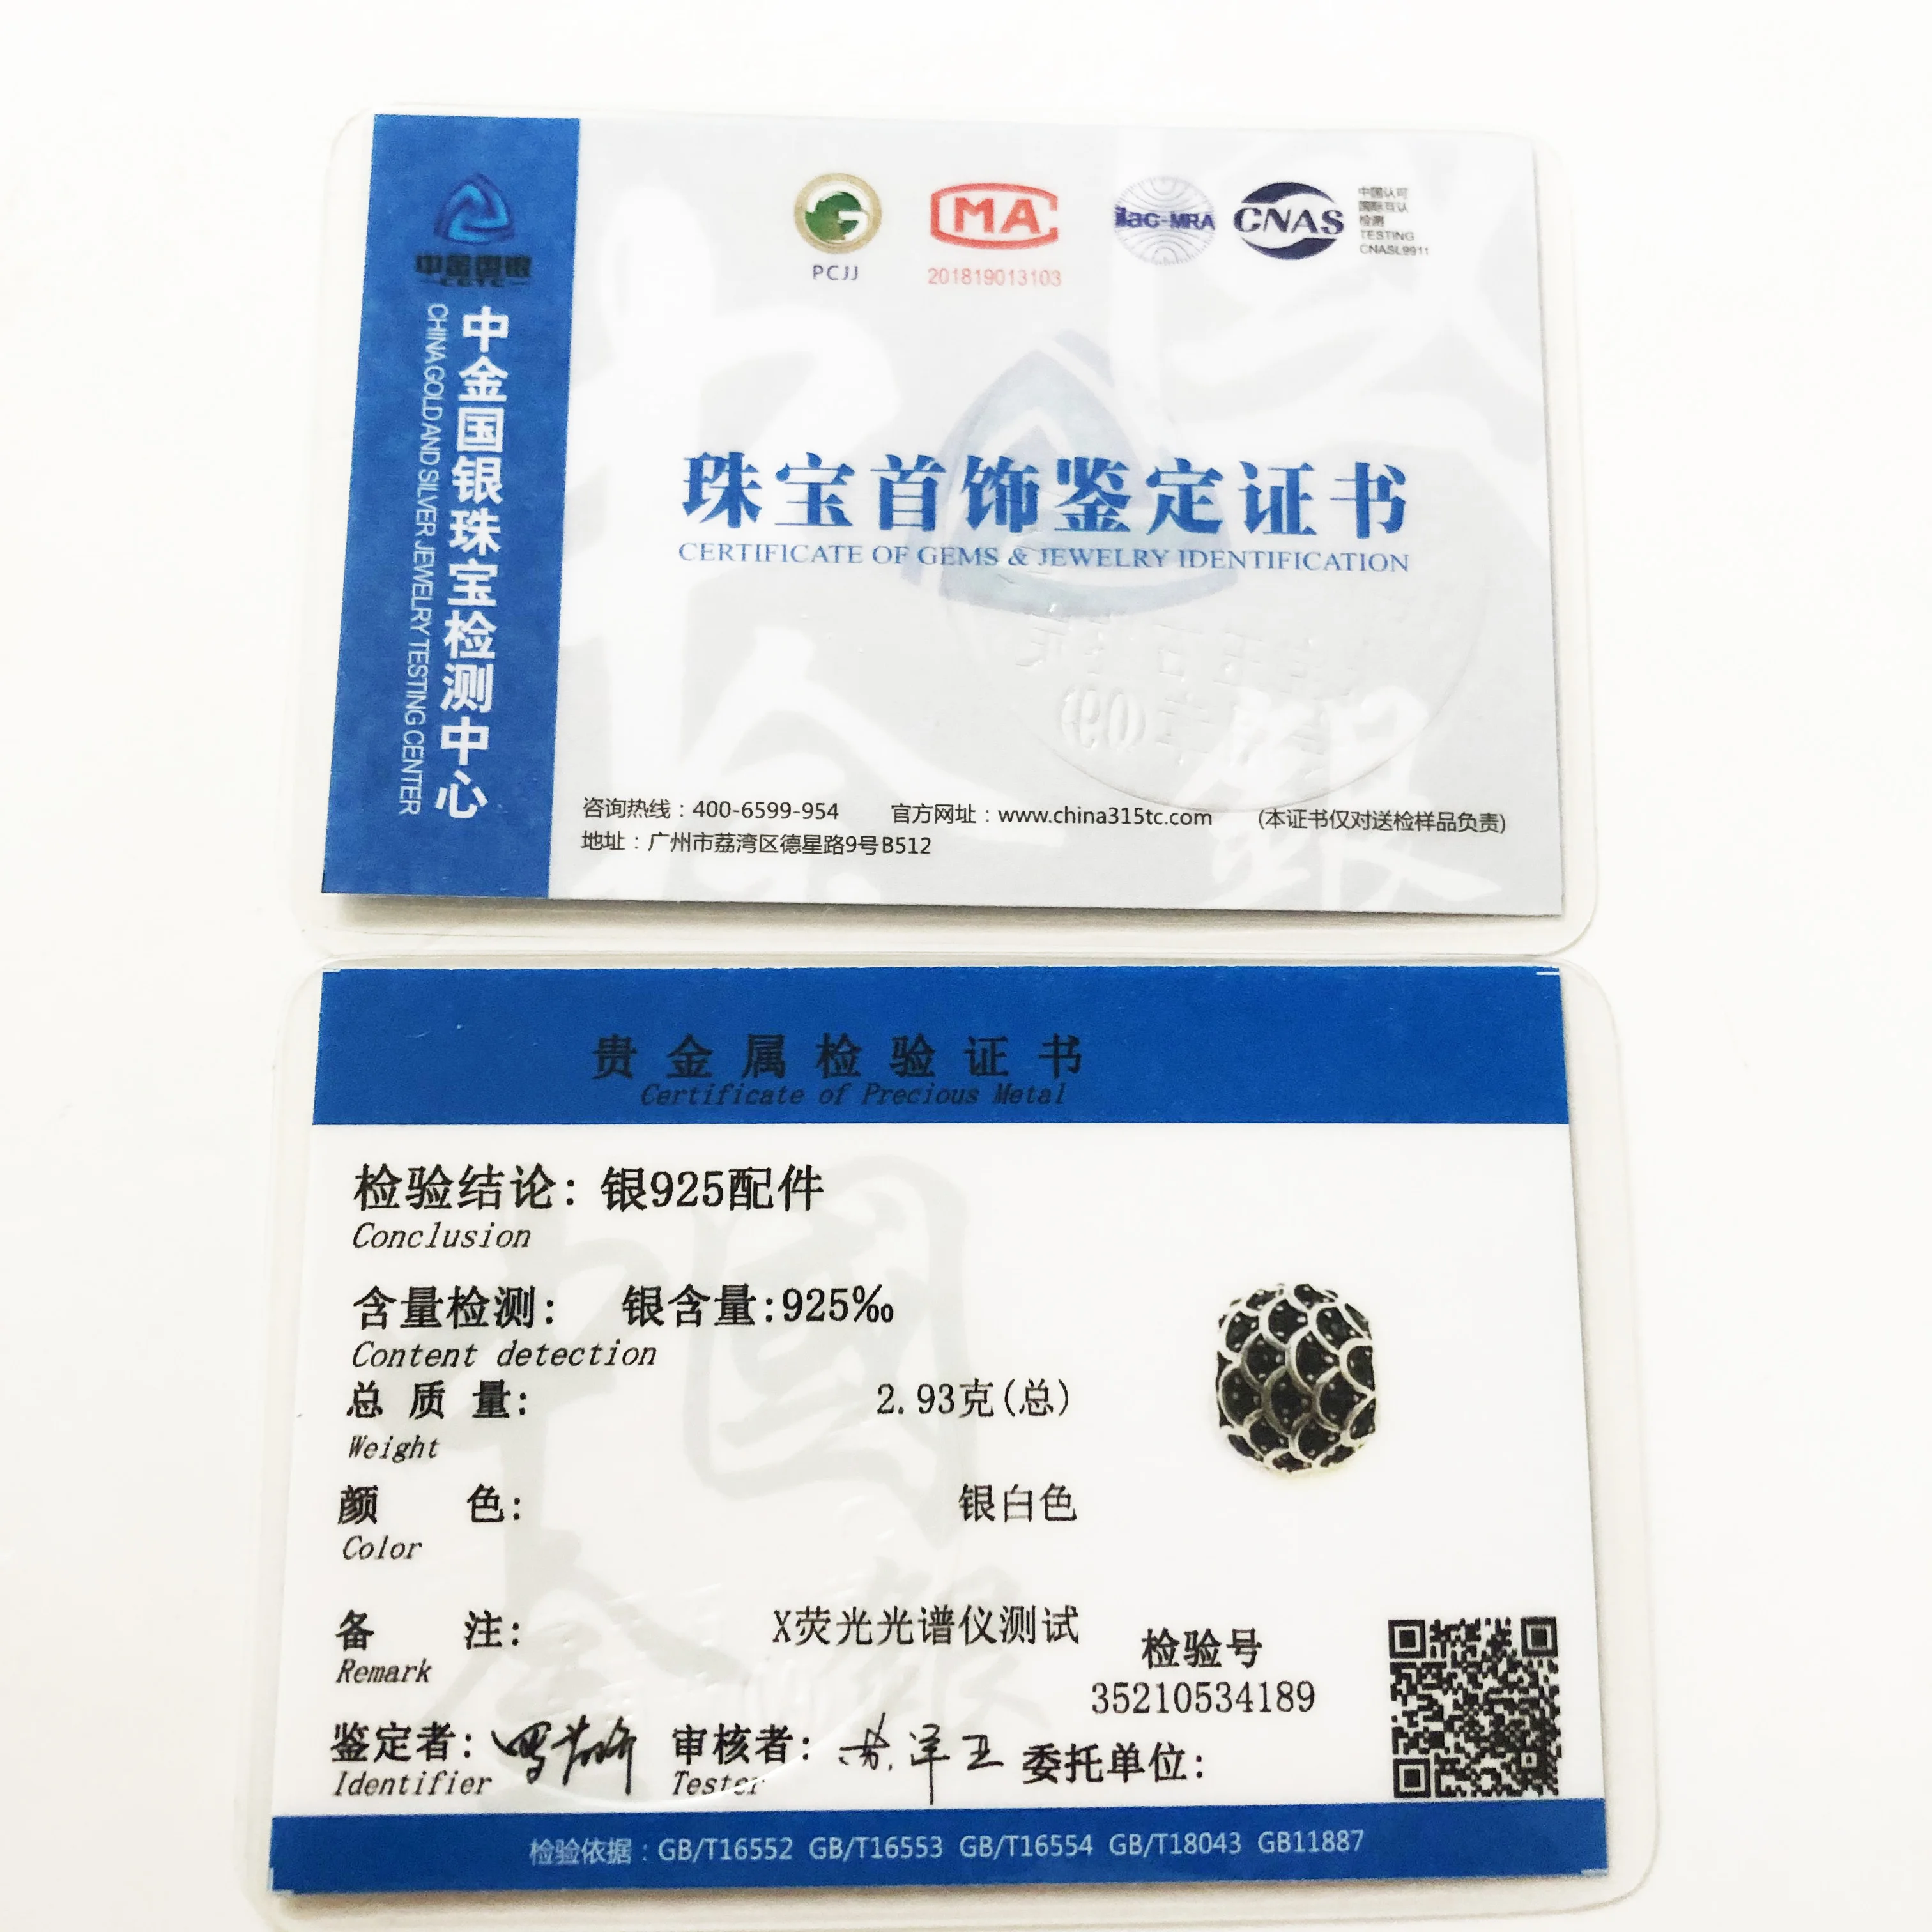 中金国银
CGTC
中金国银珠宝检测中心
CHINA GOLD AND SILVER JEWELRY TESTING CENTER
PCJJ
MA
201819013103
ilac-MRA
CNAS
中国认可
国际互认
检测
TESTING
CNASL9911
珠宝首饰鉴定证书
CERTIFICATE OF GEMS & JEWELRY IDENTIFICATION
咨询热线：400-6599-954 官方网址：www.china315tc.com (本证书仅对送检样品负责)
地址：广州市荔湾区德星路9号B512
贵金属检验证书
Certificate of Precious Metal
检验结论: 银925配件
Conclusion
含量检测: 银含量:925‰
Content detection
总质量: 2.93克(总)
Weight
颜色: 银白色
Color
备注: X荧光光谱仪测试
Remark
检验号
35210534189
鉴定者: 审核者: 委托单位:
Identifier Tester
检验依据：GB/T16552 GB/T16553 GB/T16554 GB/T18043 GB11887